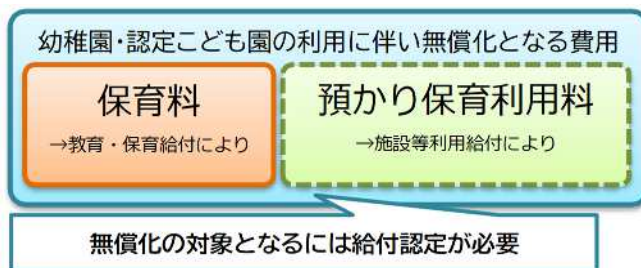 幼稚園・認定こども園の利用に伴い無償化となる費用
保育料
→教育・保育給付により
預かり保育利用料
→施設等利用給付により
無償化の対象となるには給付認定が必要